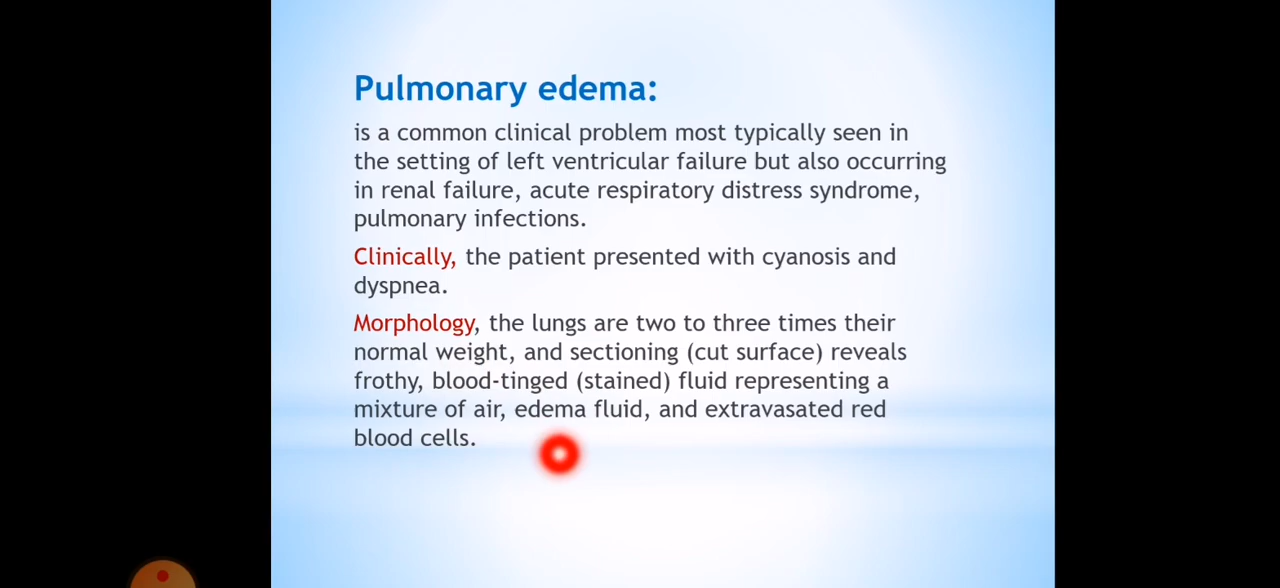 Pulmonary edema:
is a common clinical problem most typically seen in
the setting of left ventricular failure but also occurring
in renal failure, acute respiratory distress syndrome,
pulmonary infections.
Clinically, the patient presented with cyanosis and
dyspnea.
Morphology, the lungs are two to three times their
normal weight, and sectioning (cut surface) reveals
frothy, blood-tinged (stained) fluid representing a
mixture of air, edema fluid, and extravasated red
blood cells.